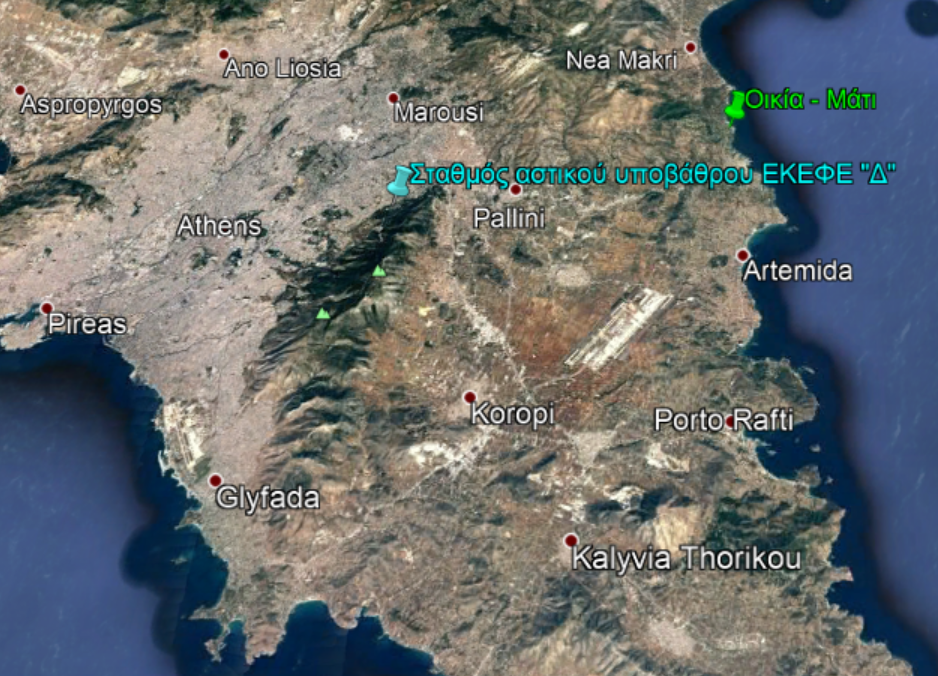 Nea Makri
Ano Liosia
Aspropyrgos
Οικία - Μάτι
Marousi
Σταθμός αστικού υποβάθρου ΕΚΕΦΕ "Δ"
Pallini
Athens
Artemida
Pireas
Koropi
Porto Rafti
Glyfada
Kalyvia Thorikou